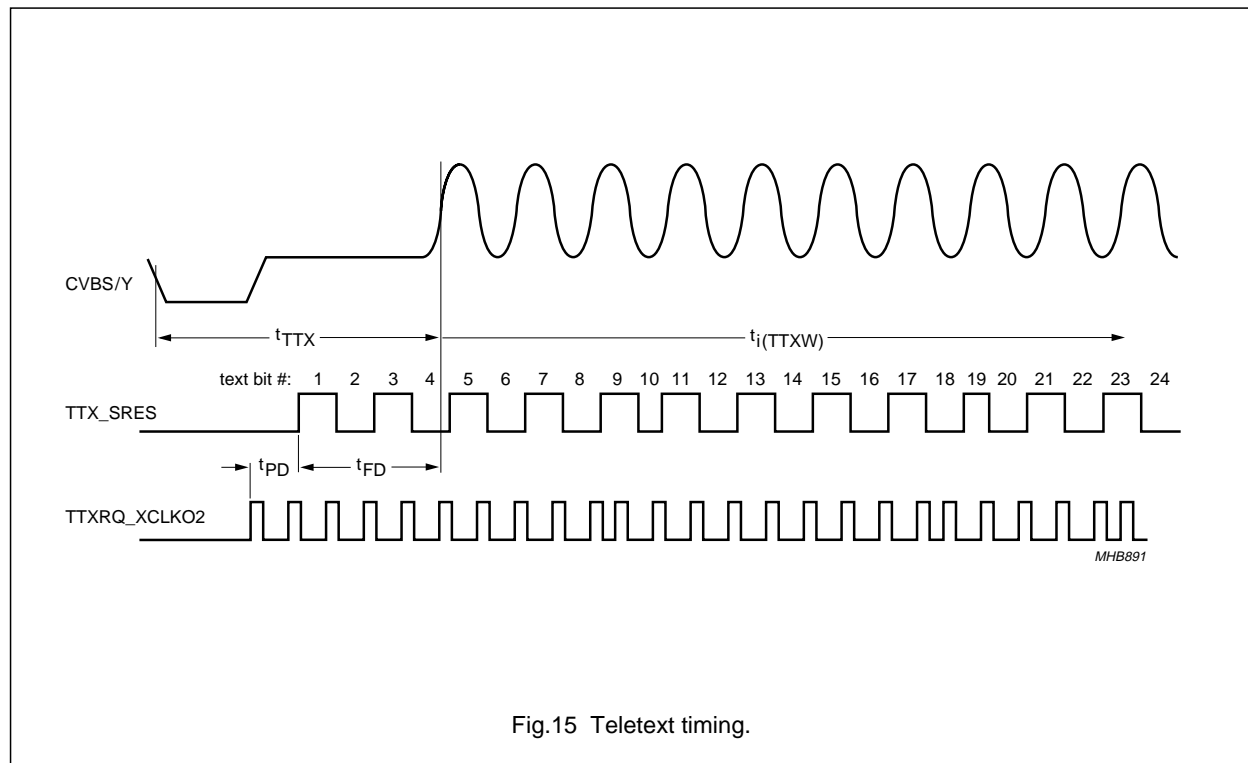 CVBS/Y
tTTX
ti(TTXW)
text bit #: 1 2 3 4 5 6 7 8 9 10 11 12 13 14 15 16 17 18 19 20 21 22 23 24
TTX_SRES
tPD
tFD
TTXRQ_XCLKO2
MHB891
Fig.15 Teletext timing.